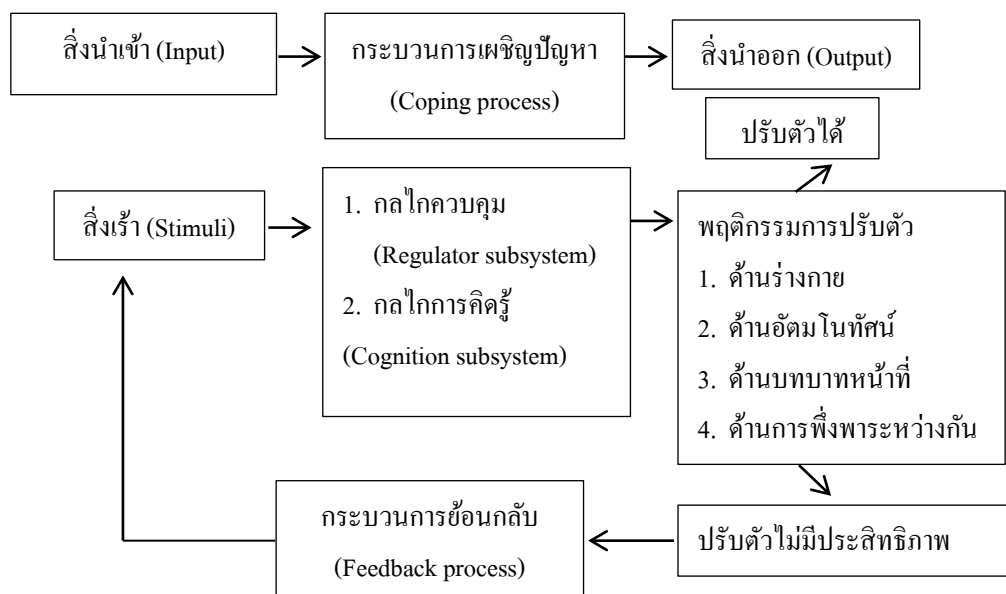 สิ่งนำเข้า (Input)
กระบวนการเผชิญปัญหา
(Coping process)
สิ่งนำออก (Output)
ปรับตัวได้
สิ่งเร้า (Stimuli)
1. กลไกควบคุม
(Regulator subsystem)
2. กลไกการคิดรู้
(Cognition subsystem)
พฤติกรรมการปรับตัว
1. ด้านร่างกาย
2. ด้านอัตมโนทัศน์
3. ด้านบทบาทหน้าที่
4. ด้านการพึ่งพาระหว่างกัน
กระบวนการย้อนกลับ
(Feedback process)
ปรับตัวไม่มีประสิทธิภาพ